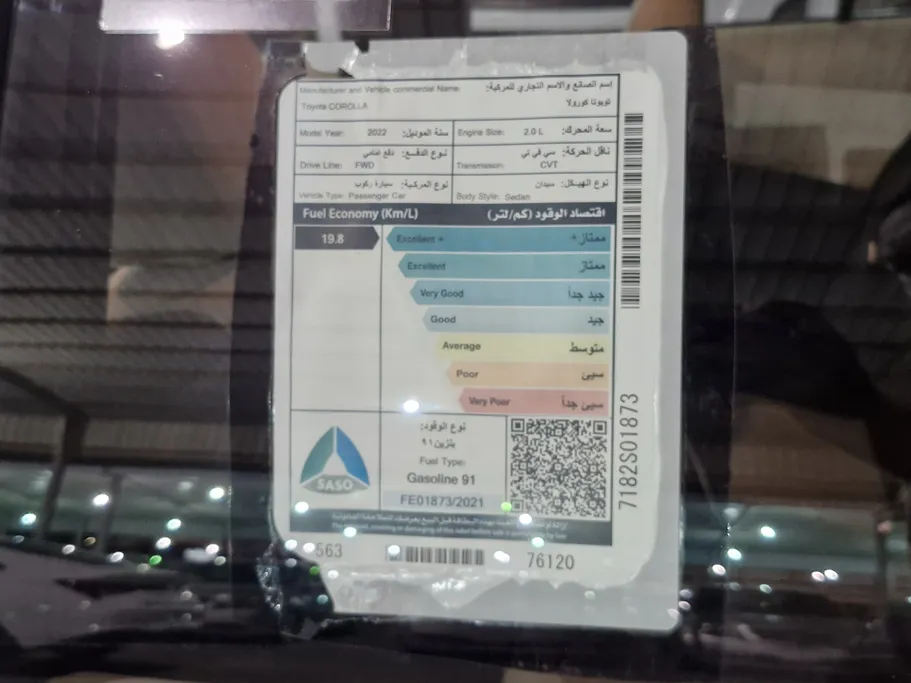 Manufacturer and Vehicle commercial Name: إسم الصانع والاسم التجاري للمركبة:
Toyota COROLLA تويوتا كورولا
Model Year: 2022 سنة الموديل: Engine Size: 2.0 L سعة المحرك:
نوع الدفع: دفع امامي ناقل الحركة: سي في تي
Drive Line: FWD Transmission: CVT
نوع المركبة: سيارة ركوب نوع الهيكل: سيدان
Vehicle Type: Passenger Car Body Style: Sedan
Fuel Economy (Km/L) اقتصاد الوقود (كم/لتر)
19.8 Excellent + ممتاز+
Excellent ممتاز
Very Good جيد جداً
Good جيد
Average متوسط
Poor سيئ
Very Poor سيئ جداً
نوع الوقود:
بنزين ٩١
Fuel Type:
Gasoline 91
FE01873/2021
SASO
7182S01873
563 76120